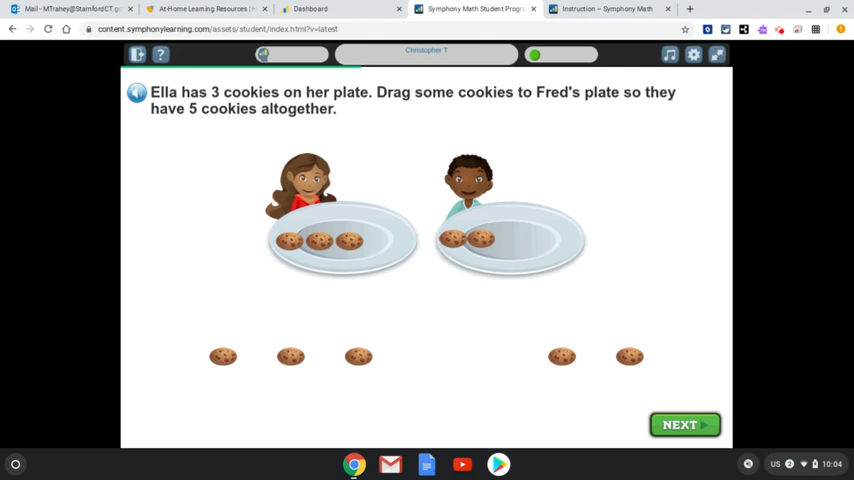 Mail - MTrahey@StamfordCT.g
At-Home Learning Resources | H
Dashboard
Symphony Math Student Progra
Instruction – Symphony Math
content.symphonylearning.com/assets/student/index.html?v=latest
?
Christopher T
Ella has 3 cookies on her plate. Drag some cookies to Fred's plate so they
have 5 cookies altogether.
NEXT
US 2 10:04